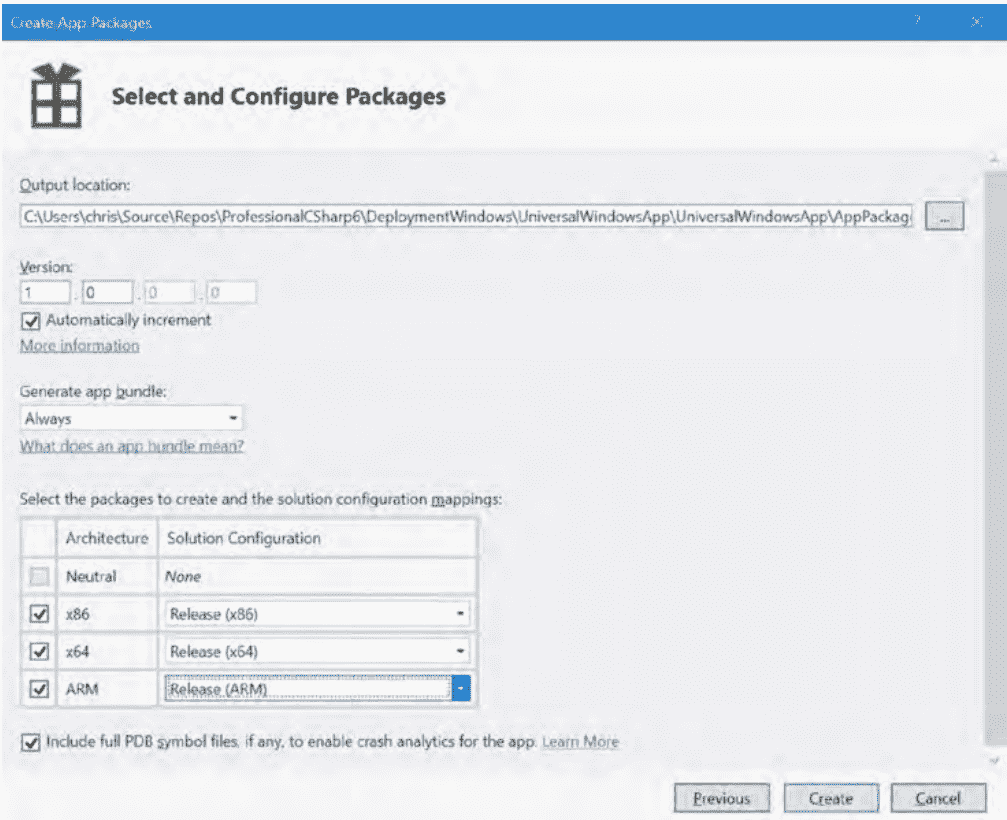 Create App Packages ? ×
Select and Configure Packages
Output location:
C:\Users\chris\Source\Repos\ProfessionalCSharp6\DeploymentWindows\UniversalWindowsApp\UniversalWindowsApp\AppPackag ...
Version:
1 . 0 . 0 . 0
Automatically increment
More information
Generate app bundle:
Always
What does an app bundle mean?
Select the packages to create and the solution configuration mappings:
Architecture Solution Configuration
Neutral None
x86 Release (x86)
x64 Release (x64)
ARM Release (ARM)
Include full PDB symbol files, if any, to enable crash analytics for the app. Learn More
Previous Create Cancel